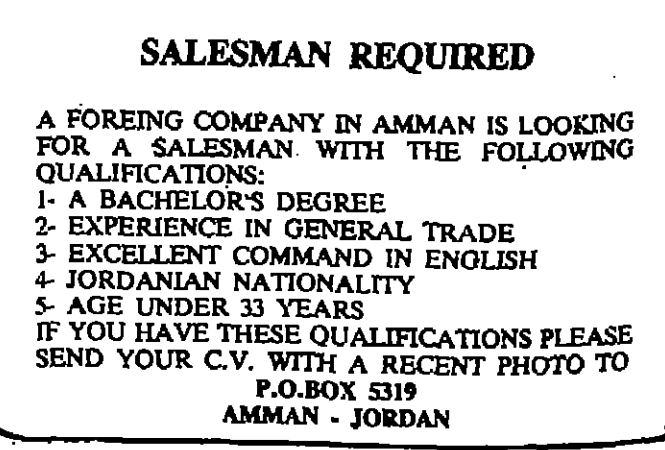 SALESMAN REQUIRED
A FOREING COMPANY IN AMMAN IS LOOKING
FOR A SALESMAN WITH THE FOLLOWING
QUALIFICATIONS:
1- A BACHELOR'S DEGREE
2- EXPERIENCE IN GENERAL TRADE
3- EXCELLENT COMMAND IN ENGLISH
4- JORDANIAN NATIONALITY
5- AGE UNDER 33 YEARS
IF YOU HAVE THESE QUALIFICATIONS PLEASE
SEND YOUR C.V. WITH A RECENT PHOTO TO
P.O.BOX 5319
AMMAN - JORDAN